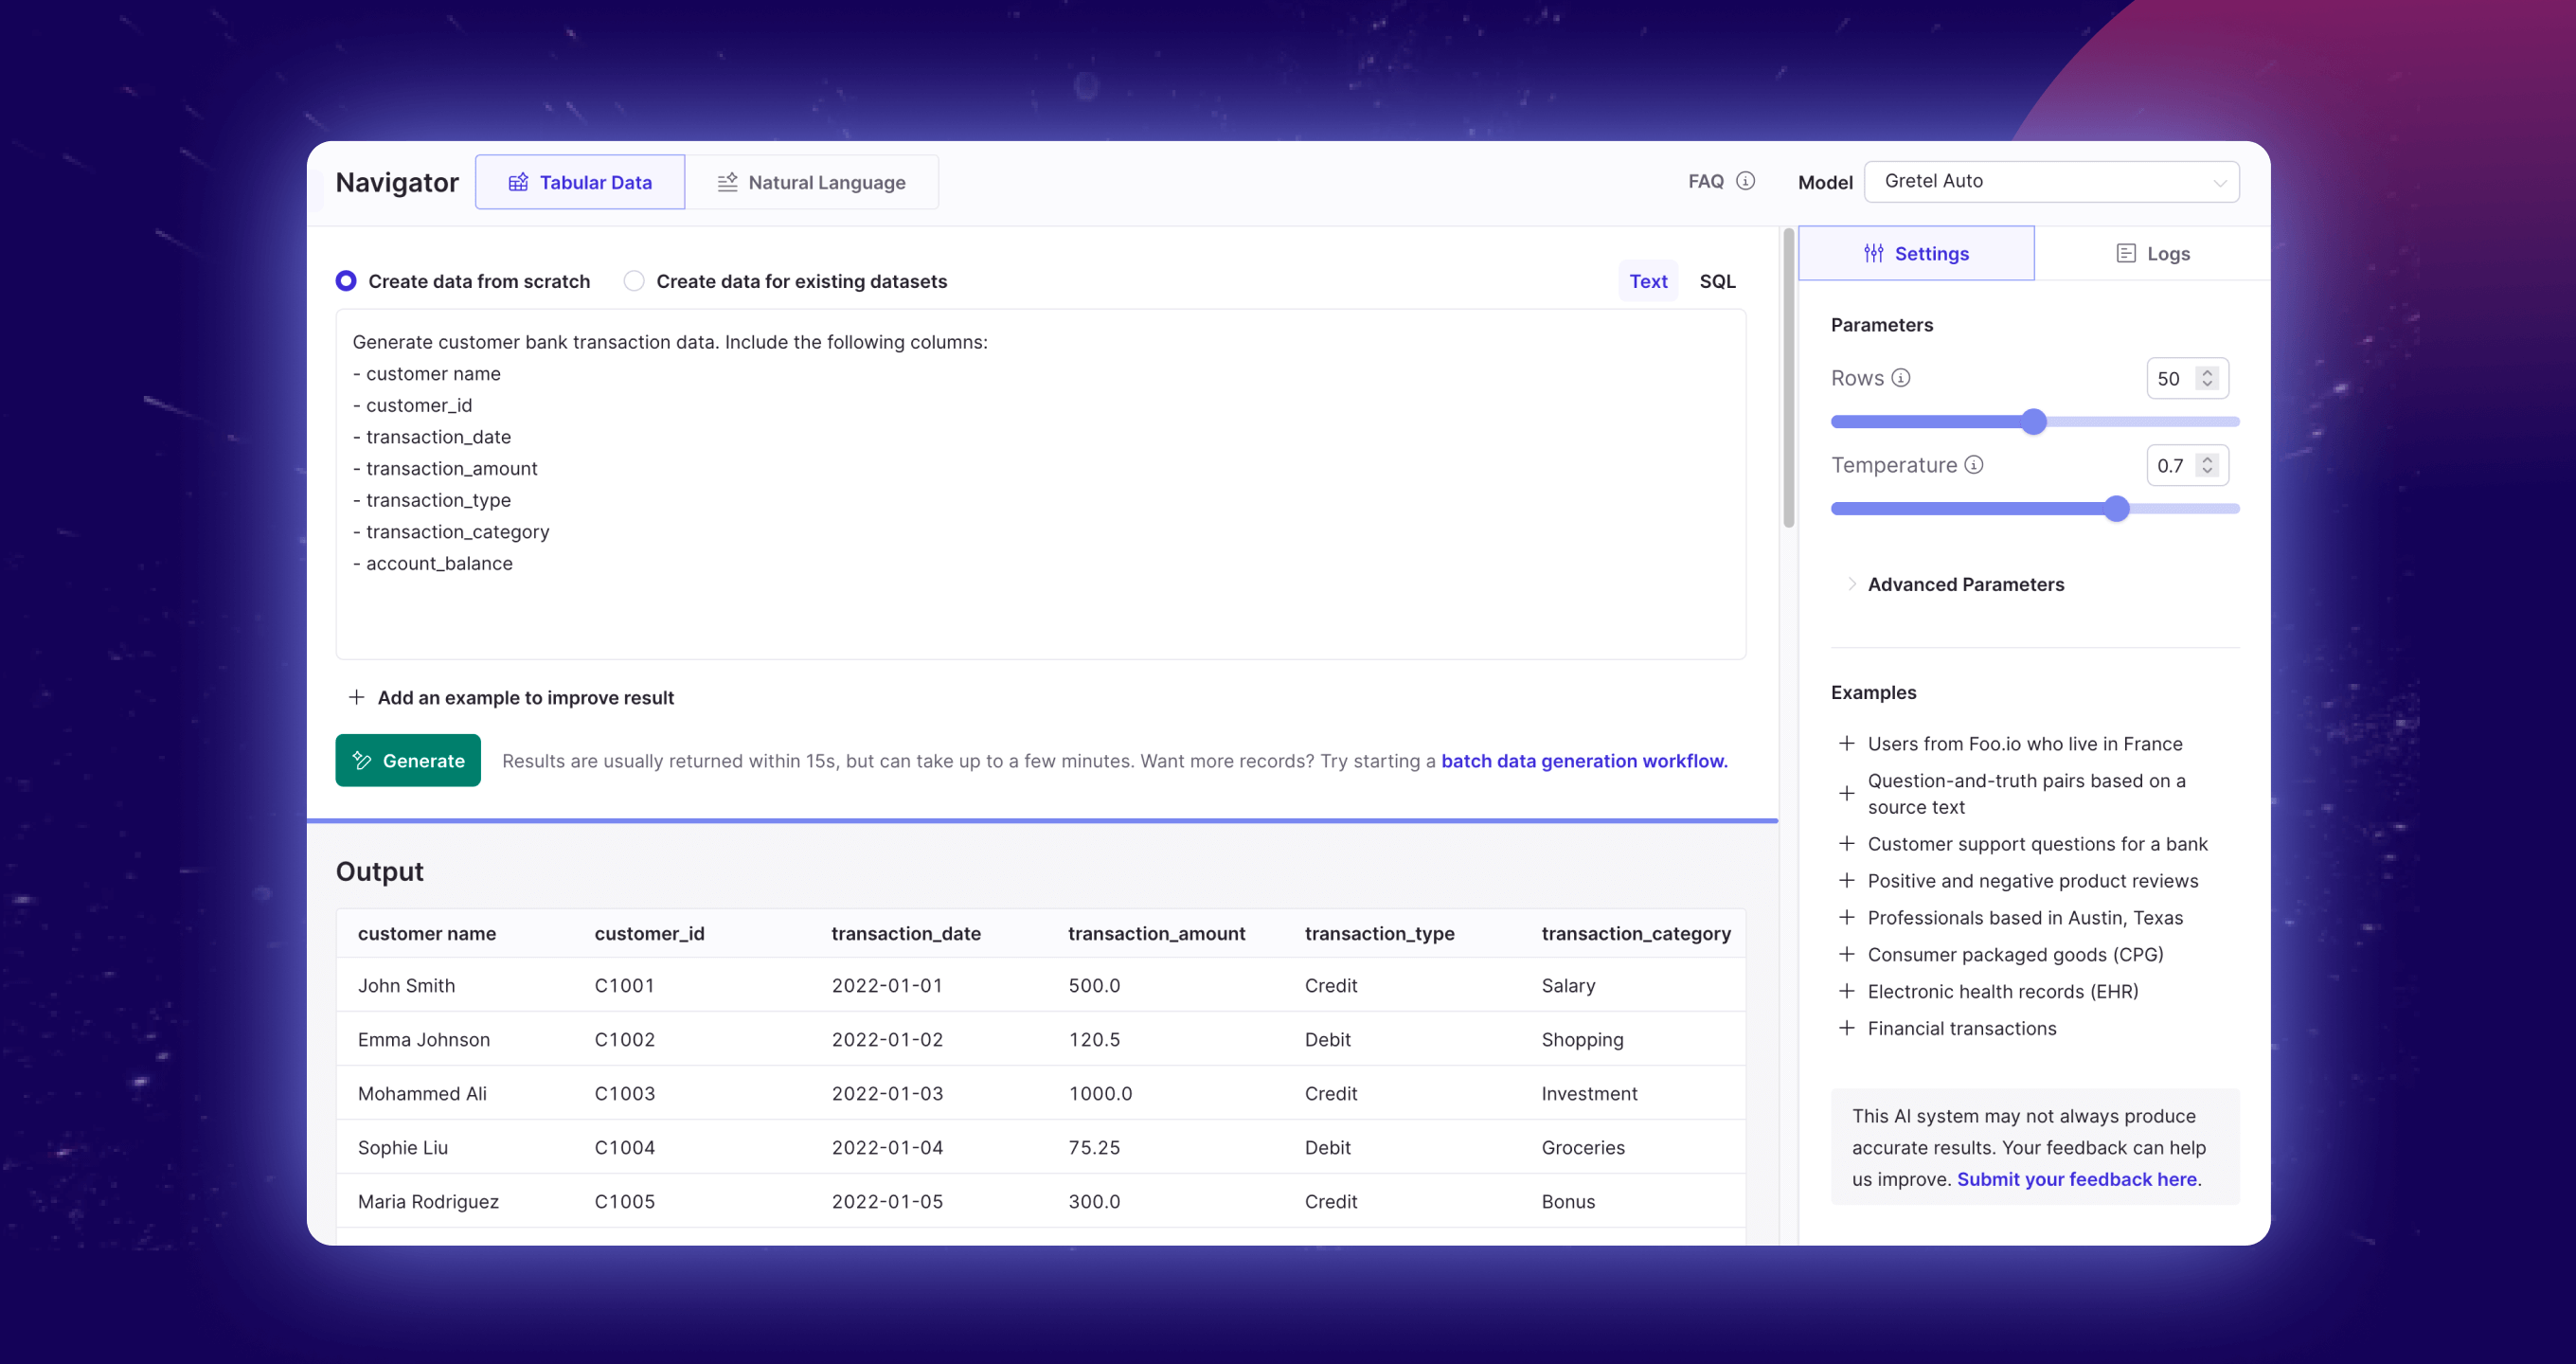 Navigator
Tabular Data
Natural Language
FAQ
Model
Gretel Auto
Create data from scratch
Create data for existing datasets
Text
SQL
Generate customer bank transaction data. Include the following columns:
- customer name
- customer_id
- transaction_date
- transaction_amount
- transaction_type
- transaction_category
- account_balance
Add an example to improve result
Generate
Results are usually returned within 15s, but can take up to a few minutes. Want more records? Try starting a batch data generation workflow.
Output
customer name customer_id transaction_date transaction_amount transaction_type transaction_category
John Smith C1001 2022-01-01 500.0 Credit Salary
Emma Johnson C1002 2022-01-02 120.5 Debit Shopping
Mohammed Ali C1003 2022-01-03 1000.0 Credit Investment
Sophie Liu C1004 2022-01-04 75.25 Debit Groceries
Maria Rodriguez C1005 2022-01-05 300.0 Credit Bonus
Settings
Logs
Parameters
Rows
50
Temperature
0.7
Advanced Parameters
Examples
Users from Foo.io who live in France
Question-and-truth pairs based on a
source text
Customer support questions for a bank
Positive and negative product reviews
Professionals based in Austin, Texas
Consumer packaged goods (CPG)
Electronic health records (EHR)
Financial transactions
This AI system may not always produce
accurate results. Your feedback can help
us improve. Submit your feedback here.